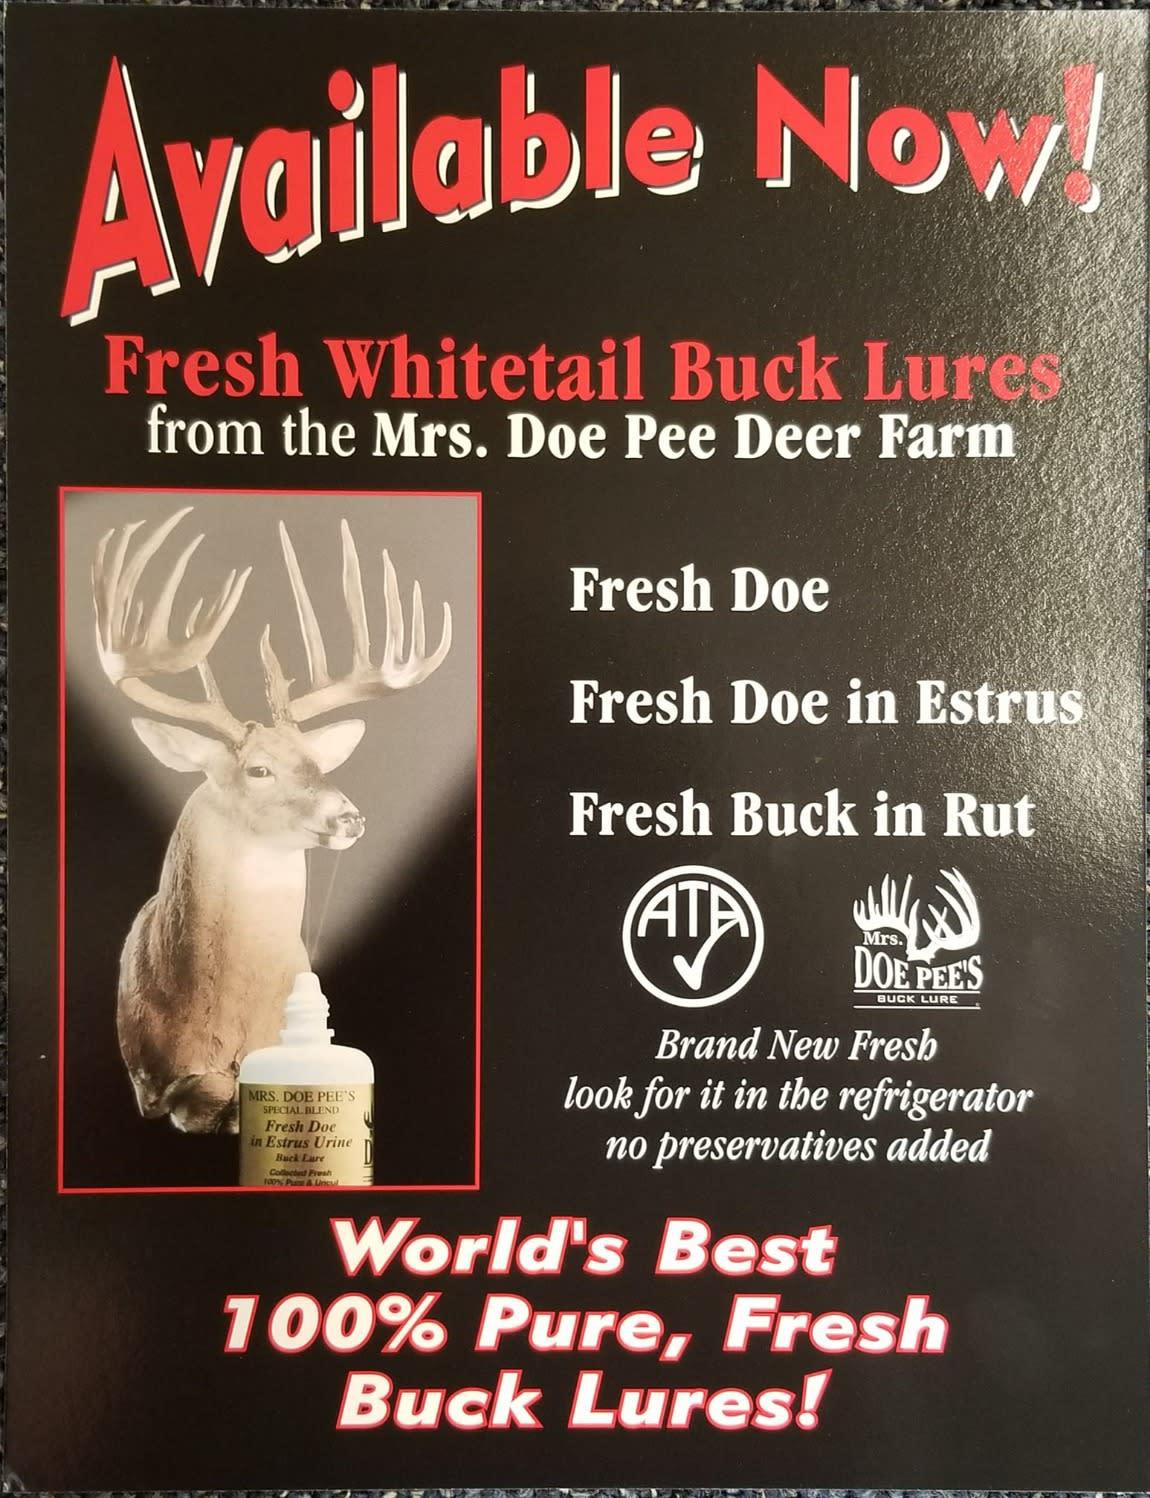 Available Now!
Fresh Whitetail Buck Lures
from the Mrs. Doe Pee Deer Farm
Fresh Doe
Fresh Doe in Estrus
Fresh Buck in Rut
ATA
Mrs.
DOE PEE'S
BUCK LURE
Brand New Fresh
look for it in the refrigerator
no preservatives added
MRS. DOE PEE'S
SPECIAL BLEND
Fresh Doe
in Estrus Urine
Buck Lure
Collected Fresh
100% Pure &
World's Best
100% Pure, Fresh
Buck Lures!